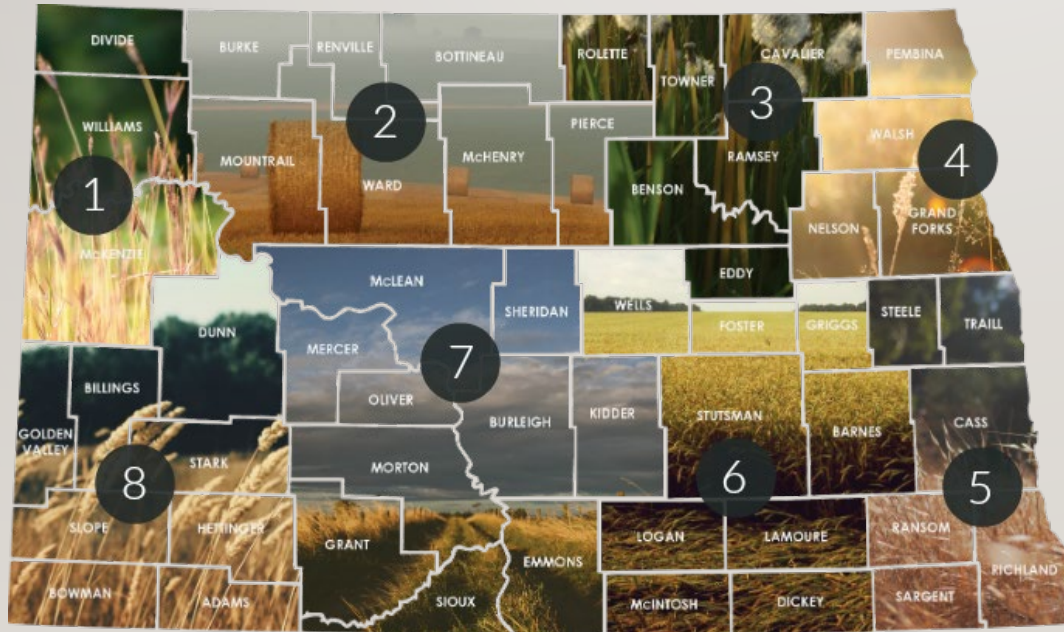 DIVIDE
BURKE
RENVILLE
BOTTINEAU
ROLETTE
TOWNER
CAVALIER
PEMBINA
WILLIAMS
MOUNTRAIL
WARD
McHENRY
PIERCE
BENSON
RAMSEY
WALSH
NELSON
GRAND
FORKS
1
2
3
4
McKENZIE
DUNN
McLEAN
SHERIDAN
WELLS
EDDY
FOSTER
GRIGGS
STEELE
TRAILL
BILLINGS
GOLDEN
VALLEY
MERCER
OLIVER
7
BURLEIGH
KIDDER
STUTSMAN
BARNES
CASS
STARK
MORTON
8
6
5
SLOPE
HETTINGER
GRANT
EMMONS
LOGAN
LAMOURE
RANSOM
RICHLAND
BOWMAN
ADAMS
SIOUX
McINTOSH
DICKEY
SARGENT